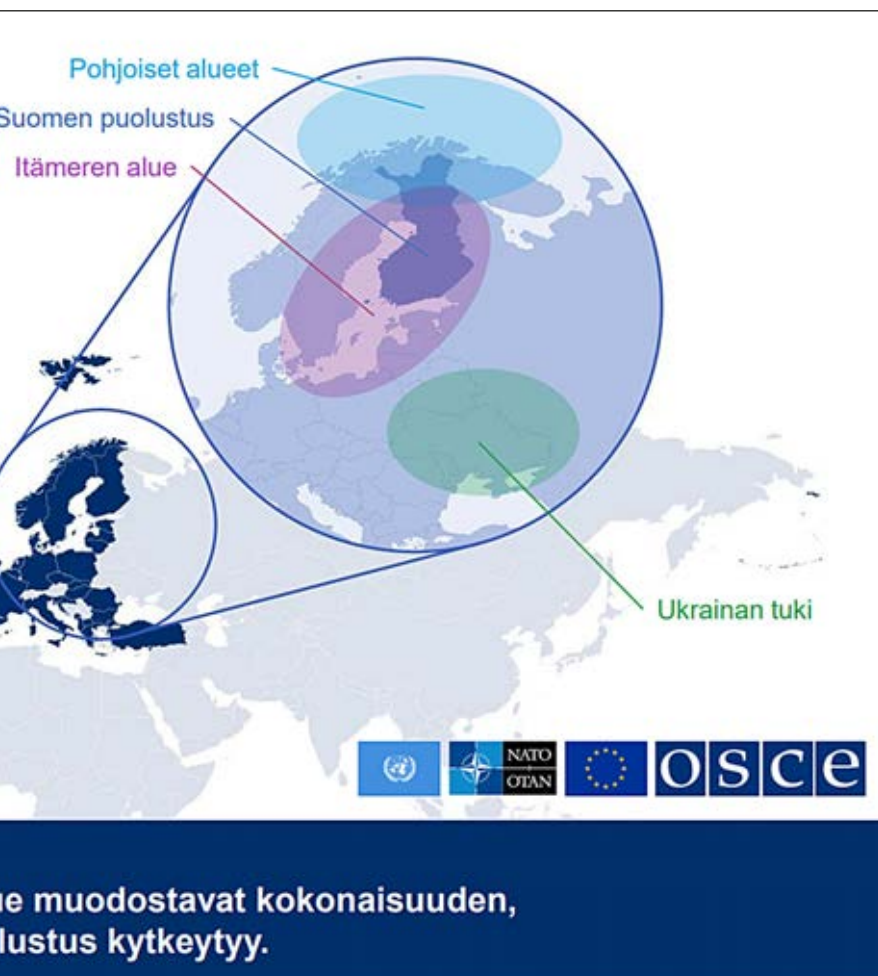 Pohjoiset alueet
Suomen puolustus
Itämeren alue
Ukrainan tuki
NATO
OTAN
OSCE
ue muodostavat kokonaisuuden,
lustus kytkeytyy.